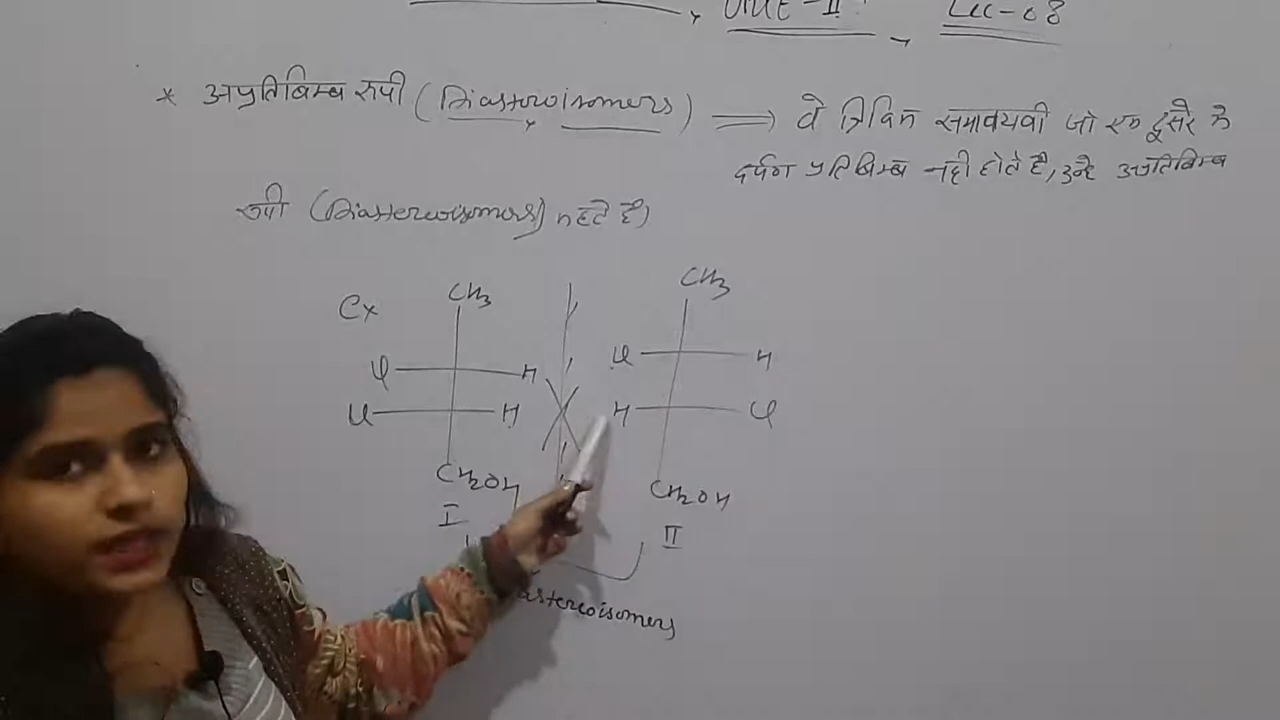 UNIT-II, Lec-08
* अप्रतिबिम्ब रुपी (Diastereoisomers) ⟹ वे त्रिविम समावयवी जो एक दूसरे के
दर्पण प्रतिबिम्ब नही होते है, उन्हे अप्रतिबिम्ब
रुपी (Diastereoisomers) कहते है)
Ex
CH3 CH3
Cl H Cl H
Cl H H Cl
CH2OH CH2OH
I II
astereoisomers